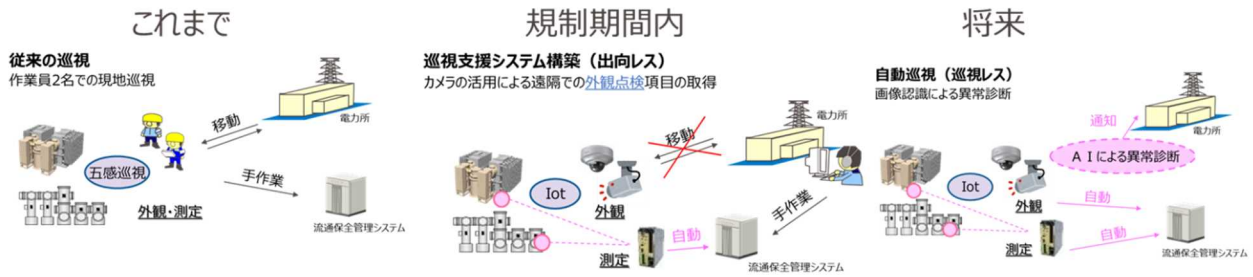 これまで
従来の巡視
作業員2名での現地巡視
電力所
移動
五感巡視
手作業
外観・測定
流通保全管理システム
規制期間内
巡視支援システム構築（出向レス）
カメラの活用による遠隔での外観点検項目の取得
電力所
移動
Iot
外観
手作業
自動
測定
流通保全管理システム
将来
自動巡視（巡視レス）
画像認識による異常診断
通知
電力所
ＡＩによる異常診断
Iot
外観
自動
自動
測定
流通保全管理システム